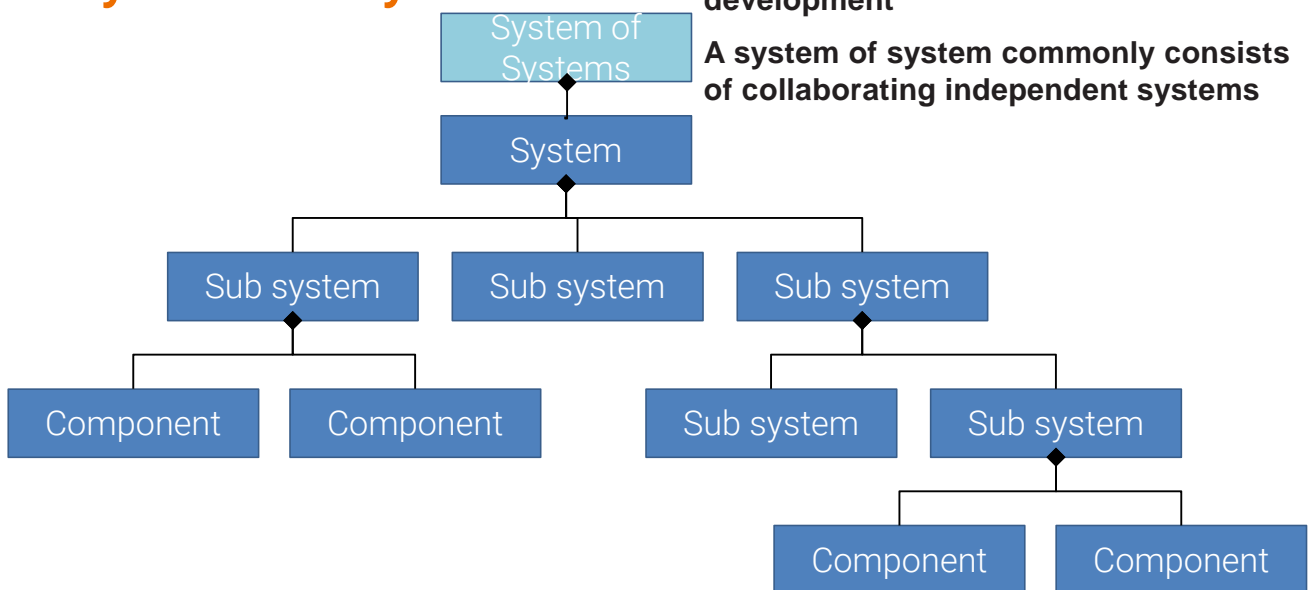 development
System of
Systems
A system of system commonly consists
of collaborating independent systems
System
Sub system
Sub system
Sub system
Component
Component
Sub system
Sub system
Component
Component